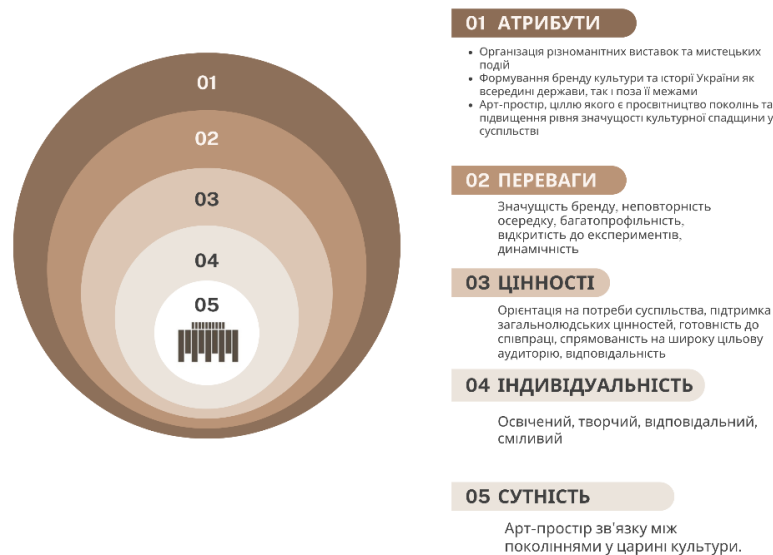 01
02
03
04
05
01 АТРИБУТИ
• Організація різноманітних виставок та мистецьких
подій
• Формування бренду культури та історії України як
всередині держави, так і поза її межами
• Арт-простір, ціллю якого є просвітництво поколінь та
підвищення рівня значущості культурної спадщини у
суспільстві
02 ПЕРЕВАГИ
Значущість бренду, неповторність
осередку, багатопрофільність,
відкритість до експериментів,
динамічність
03 ЦІННОСТІ
Орієнтація на потреби суспільства, підтримка
загальнолюдських цінностей, готовність до
співпраці, спрямованість на широку цільову
аудиторію, відповідальність
04 ІНДИВІДУАЛЬНІСТЬ
Освічений, творчий, відповідальний,
сміливий
05 СУТНІСТЬ
Арт-простір зв'язку між
поколіннями у царині культури.